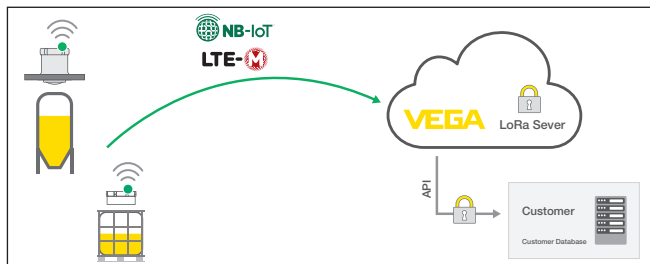 NB-IoT
LTE-M
VEGA
LoRa Sever
API
Customer
Customer Database